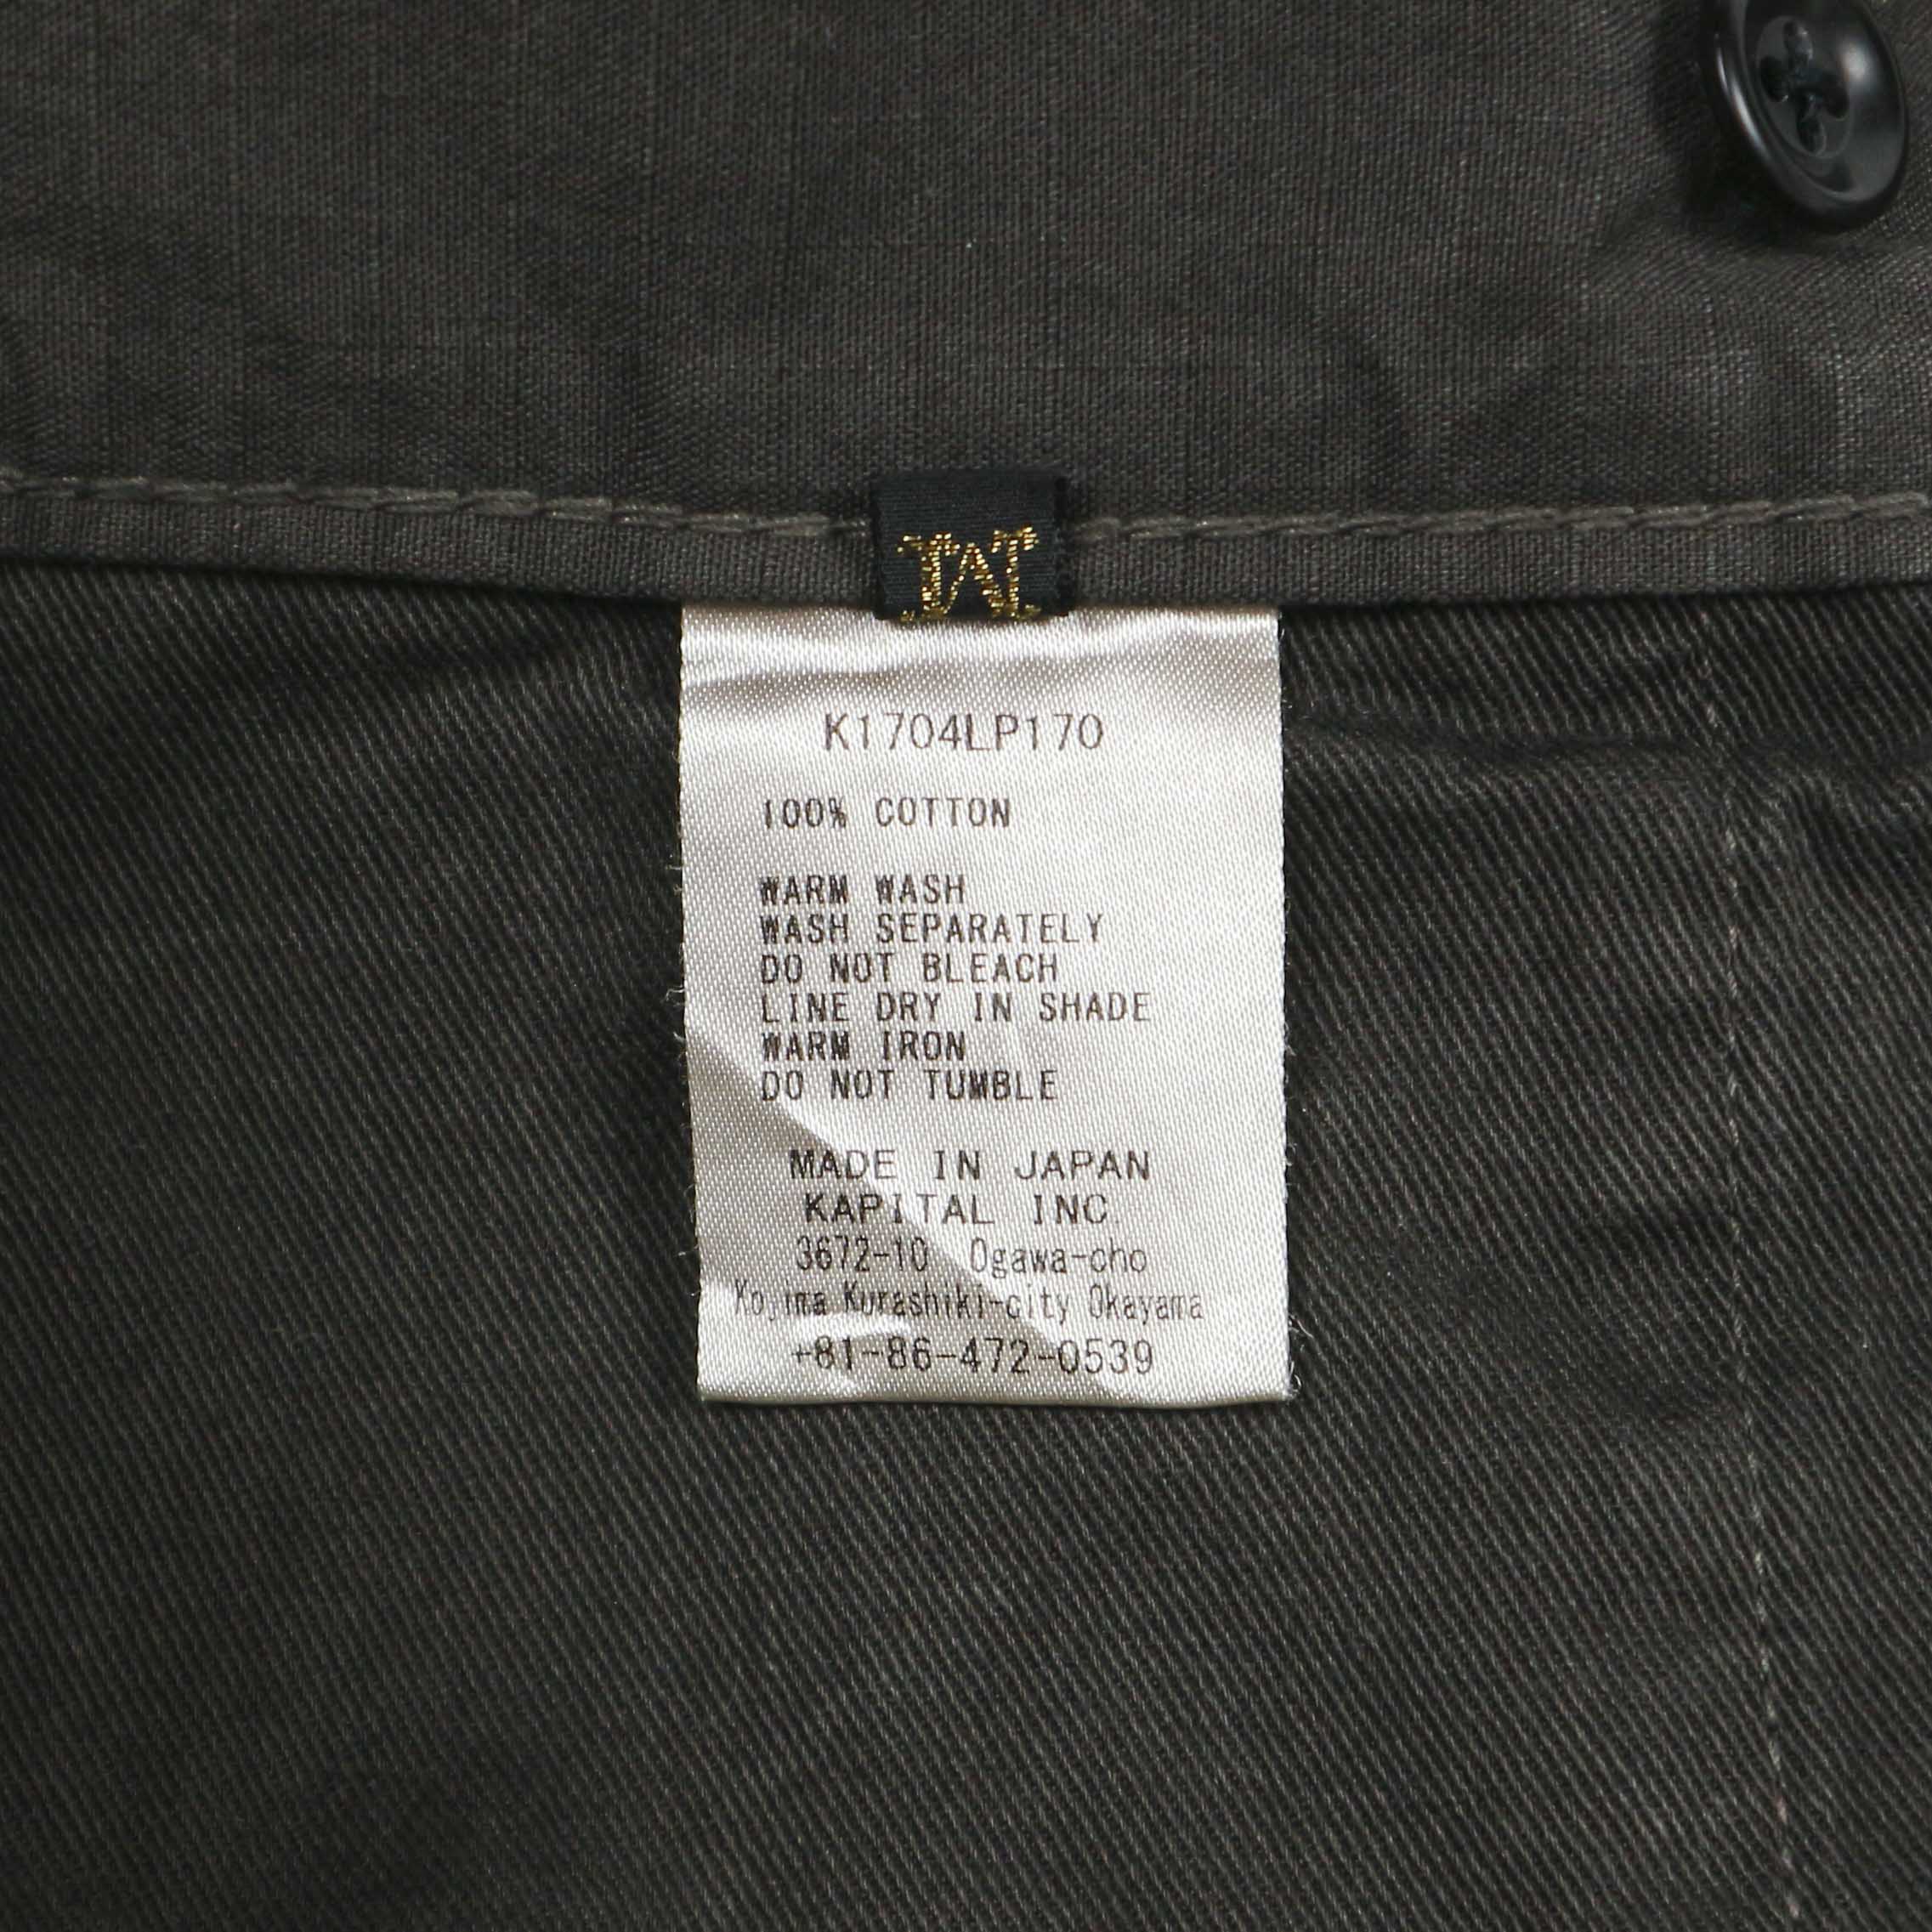 M
K1704LP170
100% COTTON
WARM WASH
WASH SEPARATELY
DO NOT BLEACH
LINE DRY IN SHADE
WARM IRON
DO NOT TUMBLE
MADE IN JAPAN
KAPITAL INC.
3672-10 Ogawa-cho
Kojima Kurashiki-city Okayama
+81-86-472-0539